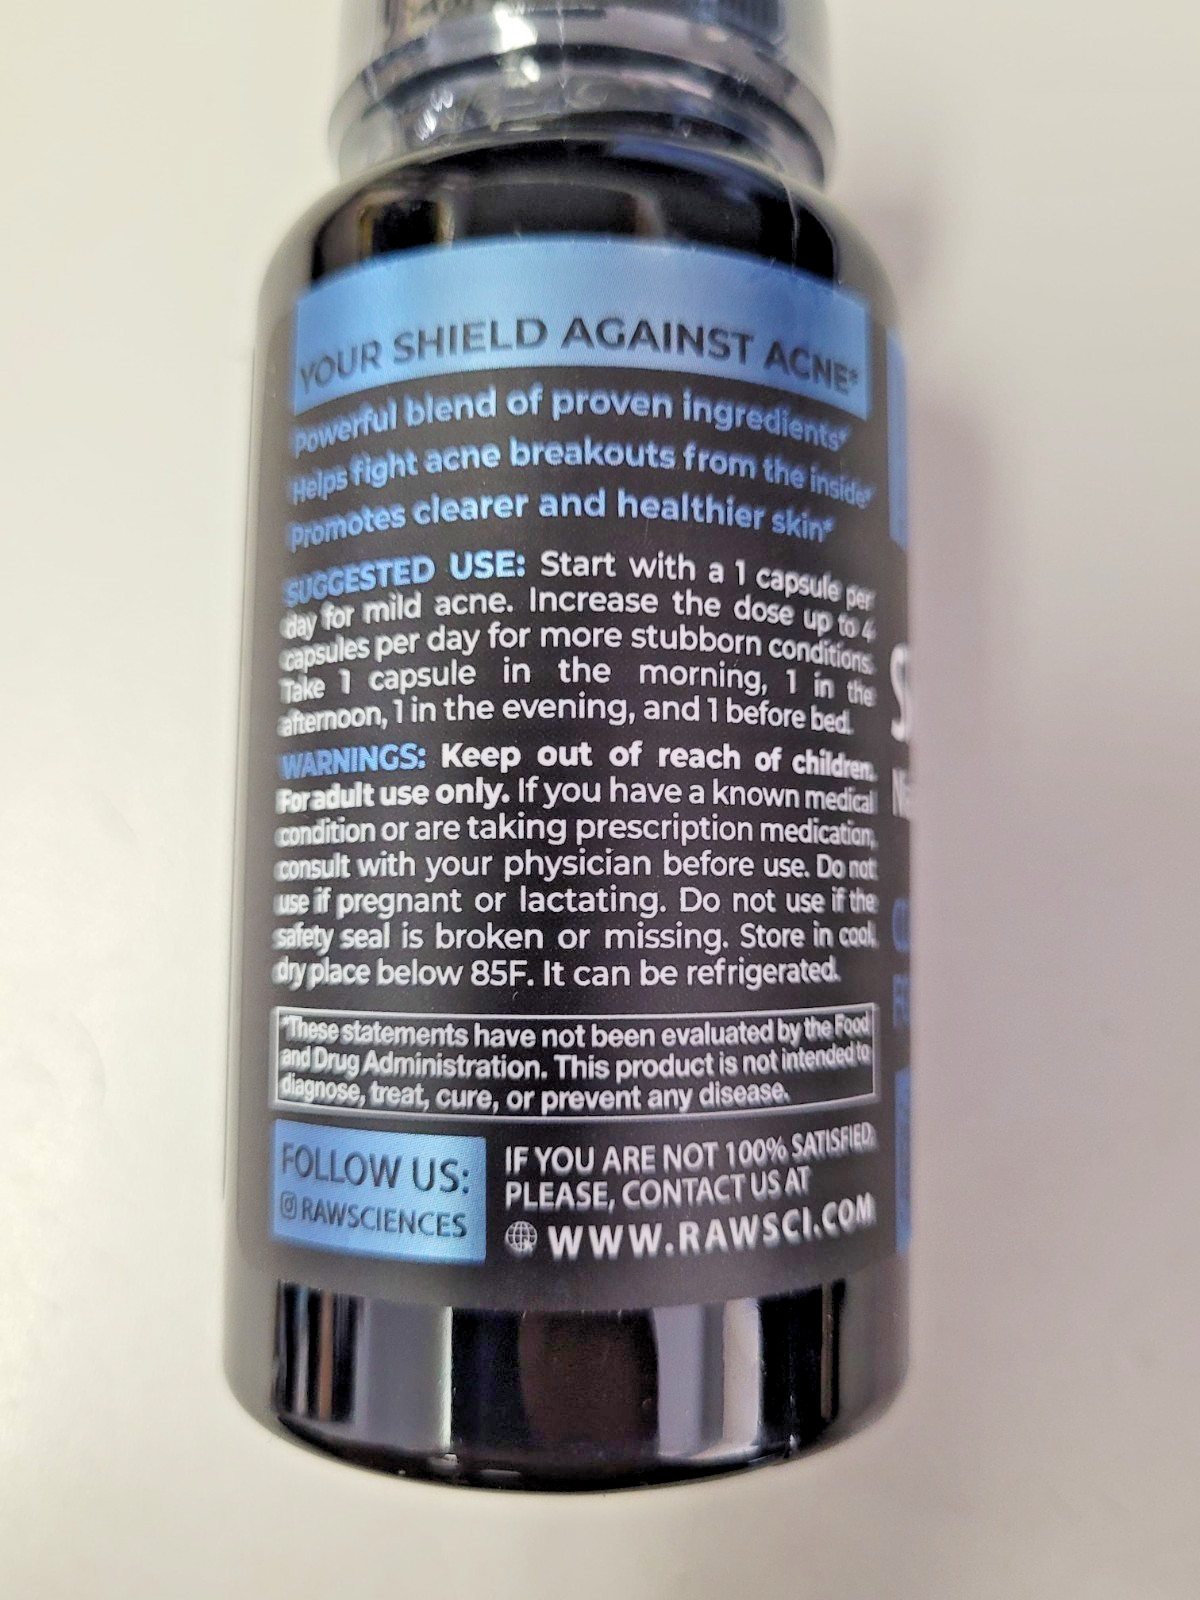 YOUR SHIELD AGAINST ACNE*
Powerful blend of proven ingredients*
Helps fight acne breakouts from the inside*
Promotes clearer and healthier skin*
SUGGESTED USE: Start with a 1 capsule per
day for mild acne. Increase the dose up to 4
capsules per day for more stubborn conditions.
Take 1 capsule in the morning, 1 in the
afternoon, 1 in the evening, and 1 before bed.
WARNINGS: Keep out of reach of children.
For adult use only. If you have a known medical
condition or are taking prescription medication,
consult with your physician before use. Do not
use if pregnant or lactating. Do not use if the
safety seal is broken or missing. Store in cool,
dry place below 85F. It can be refrigerated.
*These statements have not been evaluated by the Food
and Drug Administration. This product is not intended to
diagnose, treat, cure, or prevent any disease.
FOLLOW US:
RAWSCIENCES
IF YOU ARE NOT 100% SATISFIED,
PLEASE, CONTACT US AT
WWW.RAWSCI.COM